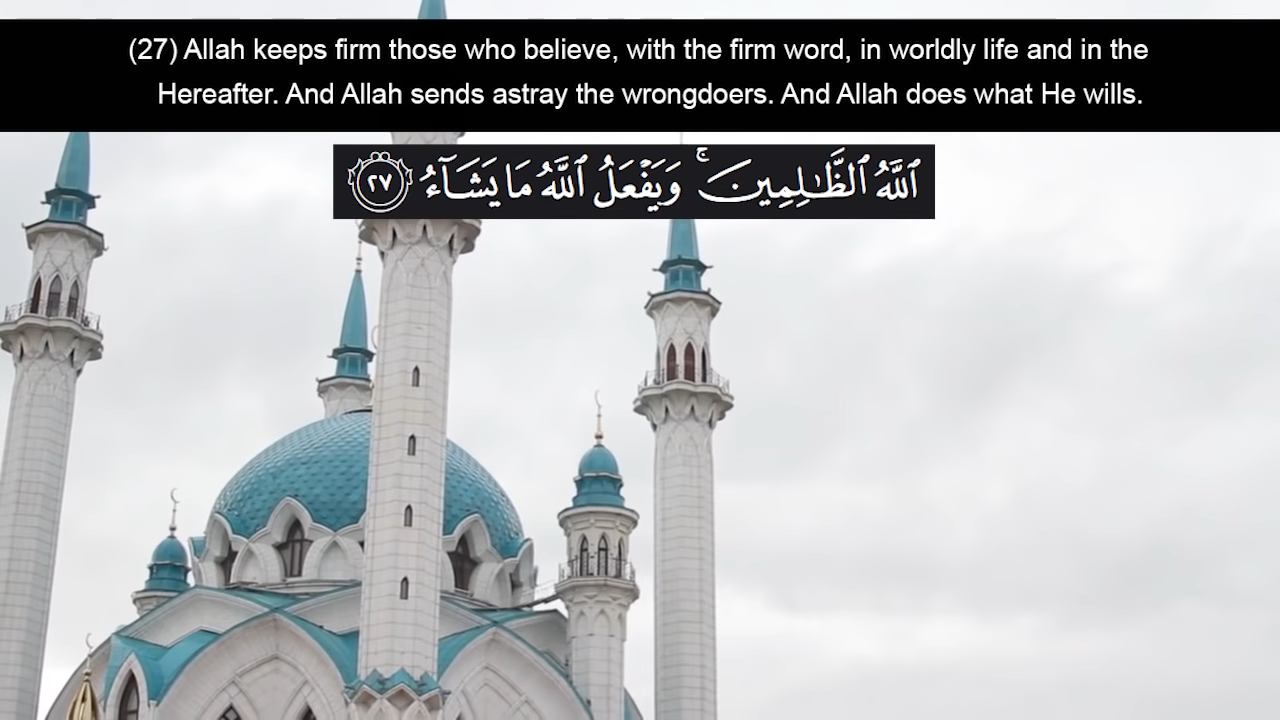 (27) Allah keeps firm those who believe, with the firm word, in worldly life and in the
Hereafter. And Allah sends astray the wrongdoers. And Allah does what He wills.
ٱللَّهُ ٱلظَّـٰلِمِينَ ۚ وَيَفْعَلُ ٱللَّهُ مَا يَشَآءُ ٢٧